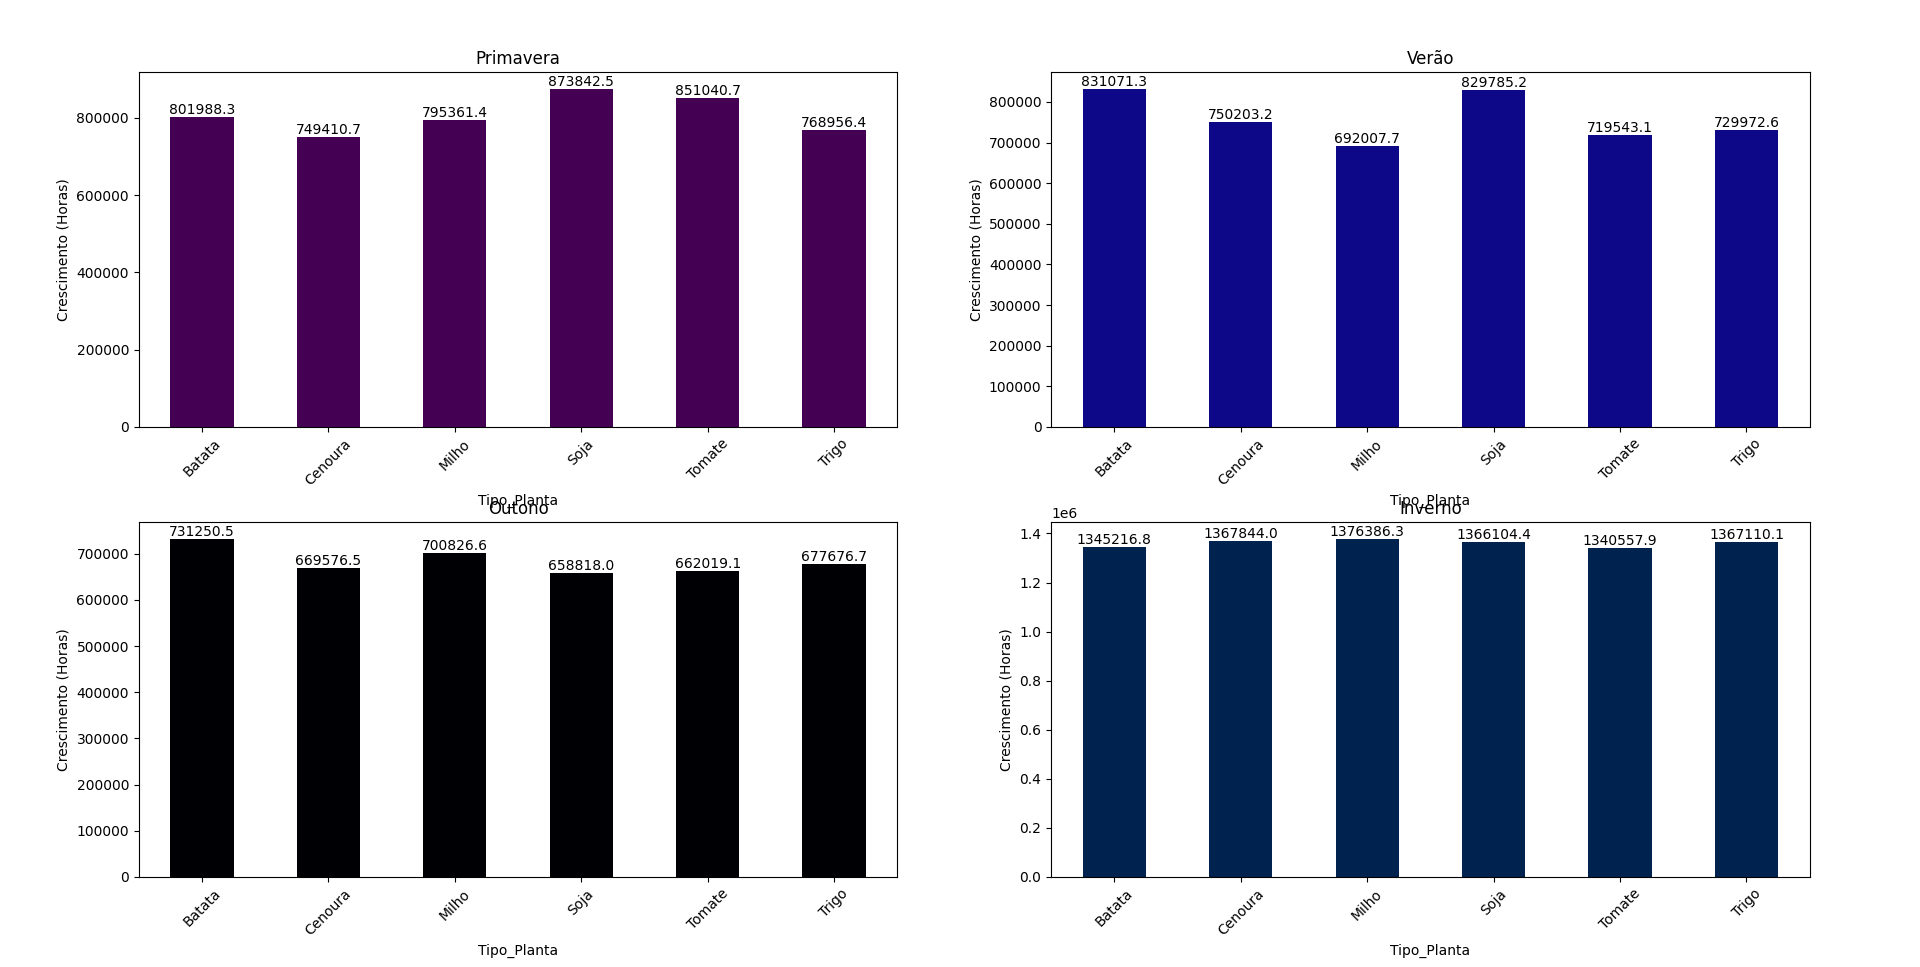 Primavera
Crescimento (Horas)
800000
600000
400000
200000
0
801988.3
749410.7
795361.4
873842.5
851040.7
768956.4
Batata
Cenoura
Milho
Soja
Tomate
Trigo
Tipo_Planta
Verão
Crescimento (Horas)
800000
700000
600000
500000
400000
300000
200000
100000
0
831071.3
750203.2
692007.7
829785.2
719543.1
729972.6
Batata
Cenoura
Milho
Soja
Tomate
Trigo
Tipo_Planta
Outono
Crescimento (Horas)
700000
600000
500000
400000
300000
200000
100000
0
731250.5
669576.5
700826.6
658818.0
662019.1
677676.7
Batata
Cenoura
Milho
Soja
Tomate
Trigo
Tipo_Planta
Inverno
1e6
Crescimento (Horas)
1.4
1.2
1.0
0.8
0.6
0.4
0.2
0.0
1345216.8
1367844.0
1376386.3
1366104.4
1340557.9
1367110.1
Batata
Cenoura
Milho
Soja
Tomate
Trigo
Tipo_Planta